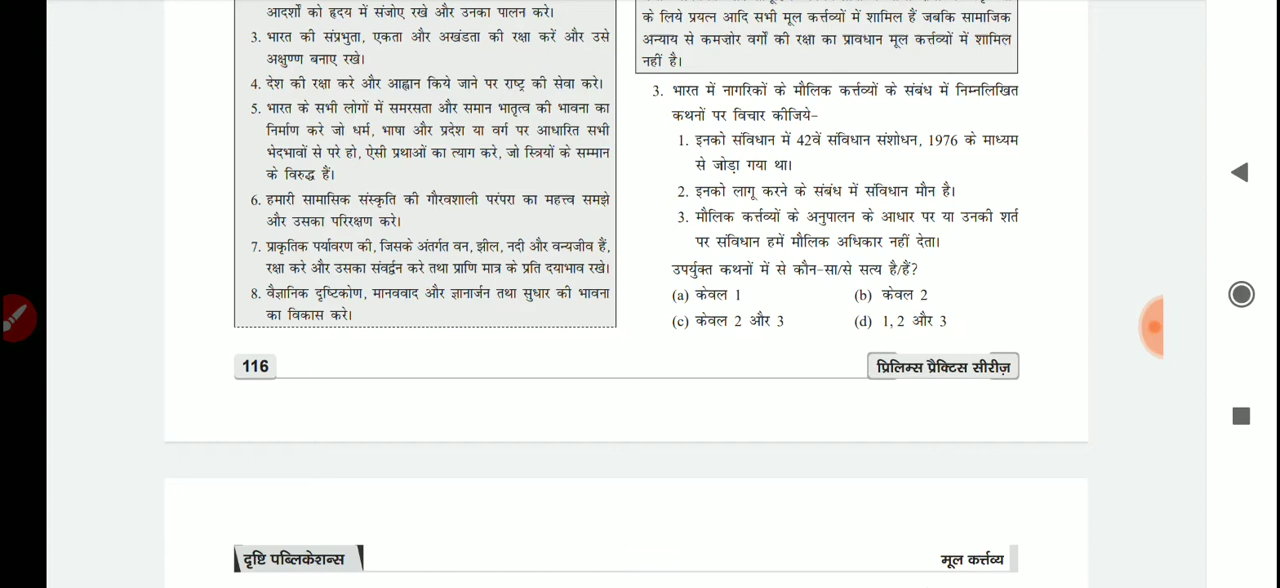 आदर्शों को हृदय में संजोए रखे और उनका पालन करे।
3. भारत की संप्रभुता, एकता और अखंडता की रक्षा करें और उसे
अक्षुण्ण बनाए रखे।
4. देश की रक्षा करे और आह्वान किये जाने पर राष्ट्र की सेवा करे।
5. भारत के सभी लोगों में समरसता और समान भातृत्व की भावना का
निर्माण करे जो धर्म, भाषा और प्रदेश या वर्ग पर आधारित सभी
भेदभावों से परे हो, ऐसी प्रथाओं का त्याग करे, जो स्त्रियों के सम्मान
के विरुद्ध हैं।
6. हमारी सामासिक संस्कृति की गौरवशाली परंपरा का महत्त्व समझे
और उसका परिरक्षण करे।
7. प्राकृतिक पर्यावरण की, जिसके अंतर्गत वन, झील, नदी और वन्यजीव हैं,
रक्षा करे और उसका संवर्द्धन करे तथा प्राणि मात्र के प्रति दयाभाव रखे।
8. वैज्ञानिक दृष्टिकोण, मानववाद और ज्ञानार्जन तथा सुधार की भावना
का विकास करे।
के लिये प्रयत्न आदि सभी मूल कर्त्तव्यों में शामिल हैं जबकि सामाजिक
अन्याय से कमज़ोर वर्गों की रक्षा का प्रावधान मूल कर्त्तव्यों में शामिल
नहीं है।
3. भारत में नागरिकों के मौलिक कर्त्तव्यों के संबंध में निम्नलिखित
कथनों पर विचार कीजिये-
1. इनको संविधान में 42वें संविधान संशोधन, 1976 के माध्यम
से जोड़ा गया था।
2. इनको लागू करने के संबंध में संविधान मौन है।
3. मौलिक कर्त्तव्यों के अनुपालन के आधार पर या उनकी शर्त
पर संविधान हमें मौलिक अधिकार नहीं देता।
उपर्युक्त कथनों में से कौन-सा/से सत्य है/हैं?
(a) केवल 1 (b) केवल 2
(c) केवल 2 और 3 (d) 1, 2 और 3
116 प्रिलिम्स प्रैक्टिस सीरीज़
दृष्टि पब्लिकेशन्स मूल कर्त्तव्य